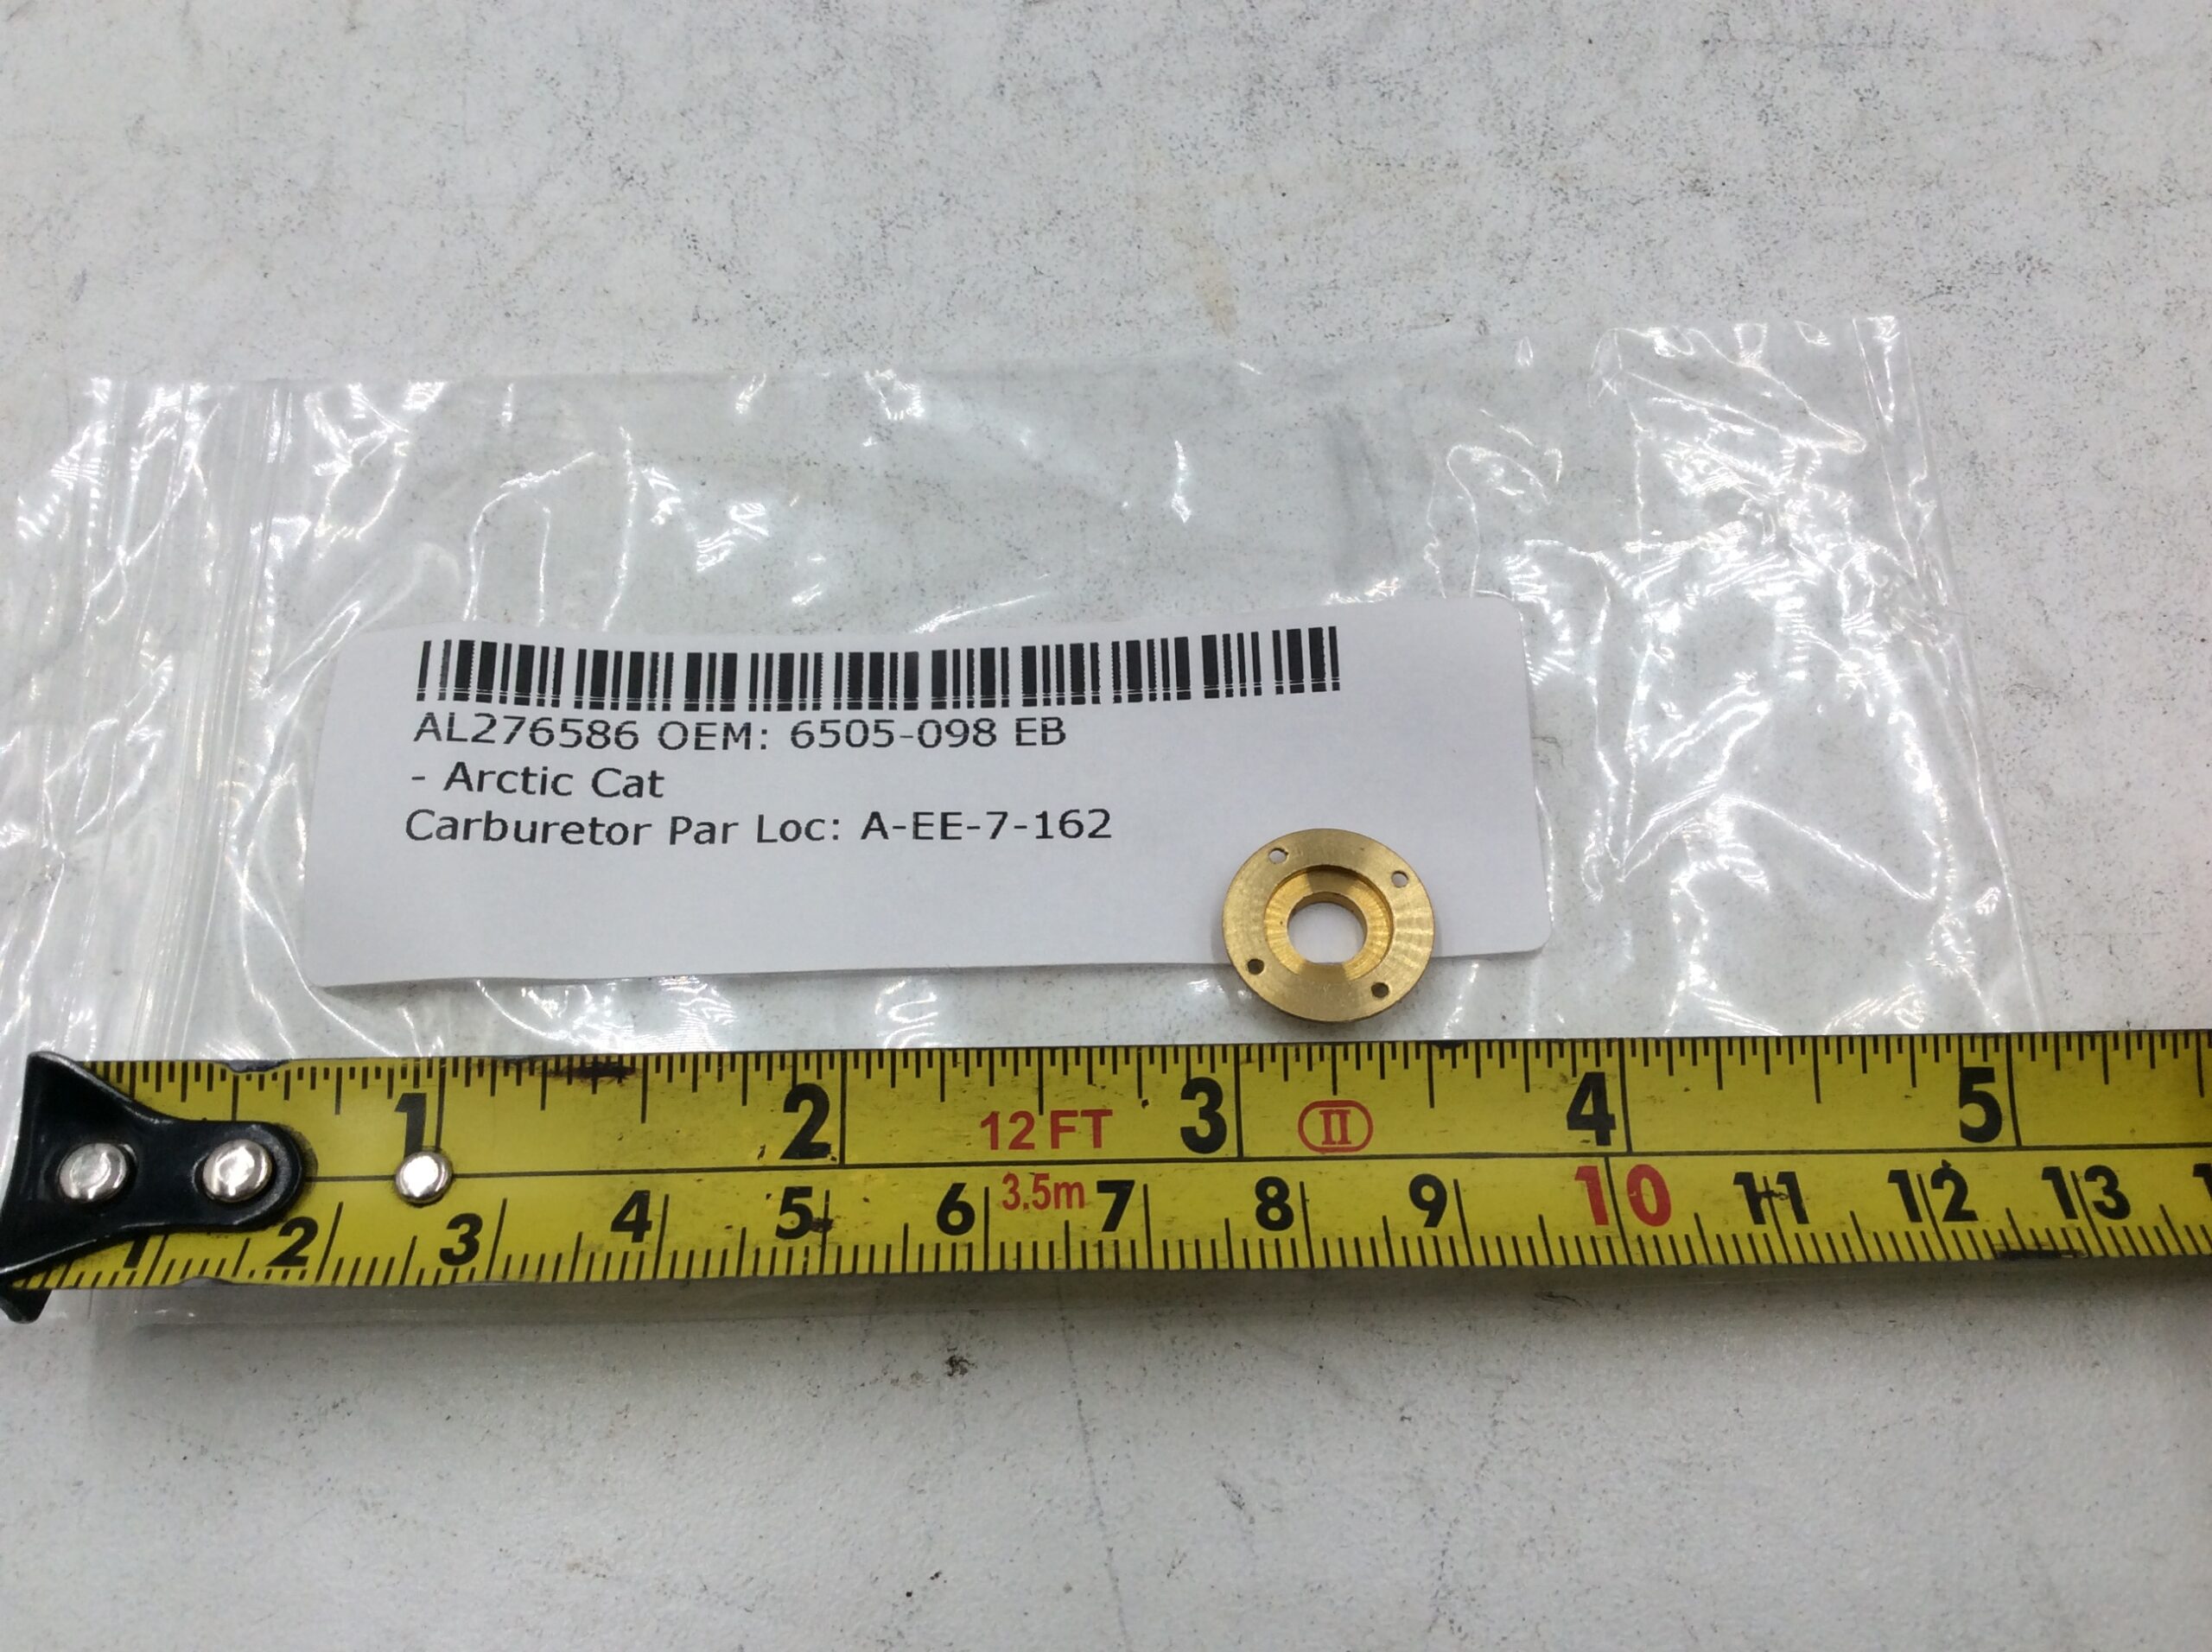 AL276586 OEM: 6505-098 EB
- Arctic Cat
Carburetor Par Loc: A-EE-7-162
1 2 12 FT 3 II 4 5
1 2 3 4 5 6 3.5m 7 8 9 10 11 12 13